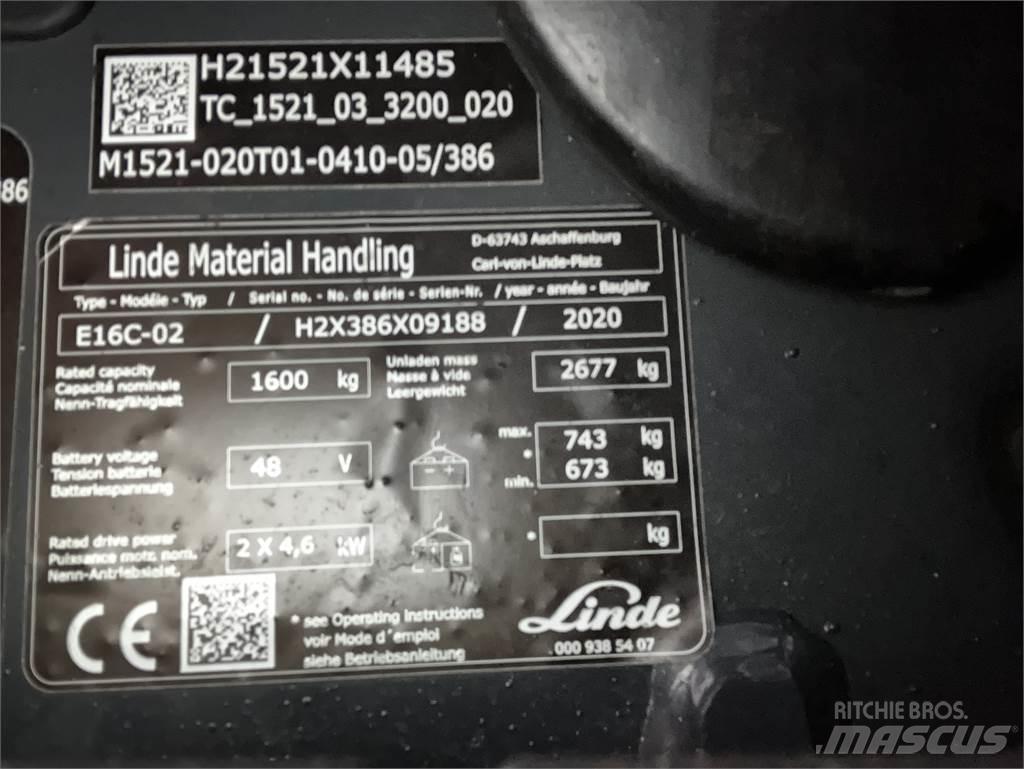 H21521X11485
TC_1521_03_3200_020
M1521-020T01-0410-05/386
386
Linde Material Handling
D-63743 Aschaffenburg
Carl-von-Linde-Platz
Type - Modéle - Typ / Serial no. - No. de série - Serien-Nr. / year - année - Baujahr
E16C-02 / H2X386X09188 / 2020
Rated capacity
Capacité nominale
Nenn-Tragfähigkeit
1600 kg
Unladen mass
Masse à vide
Leergewicht
2677 kg
Battery voltage
Tension batterie
Batteriespannung
48 V
- +
max. 743 kg
*
min. 673 kg
Rated drive power
Puissance motr. nom.
Nenn-Antriebsleist.
2 X 4,6 kW
* kg
CE
* see Operating Instructions
voir Mode d'emploi
siehe Betriebsanleitung
Linde
000 938 54 07
RITCHIE BROS.
MASCUS